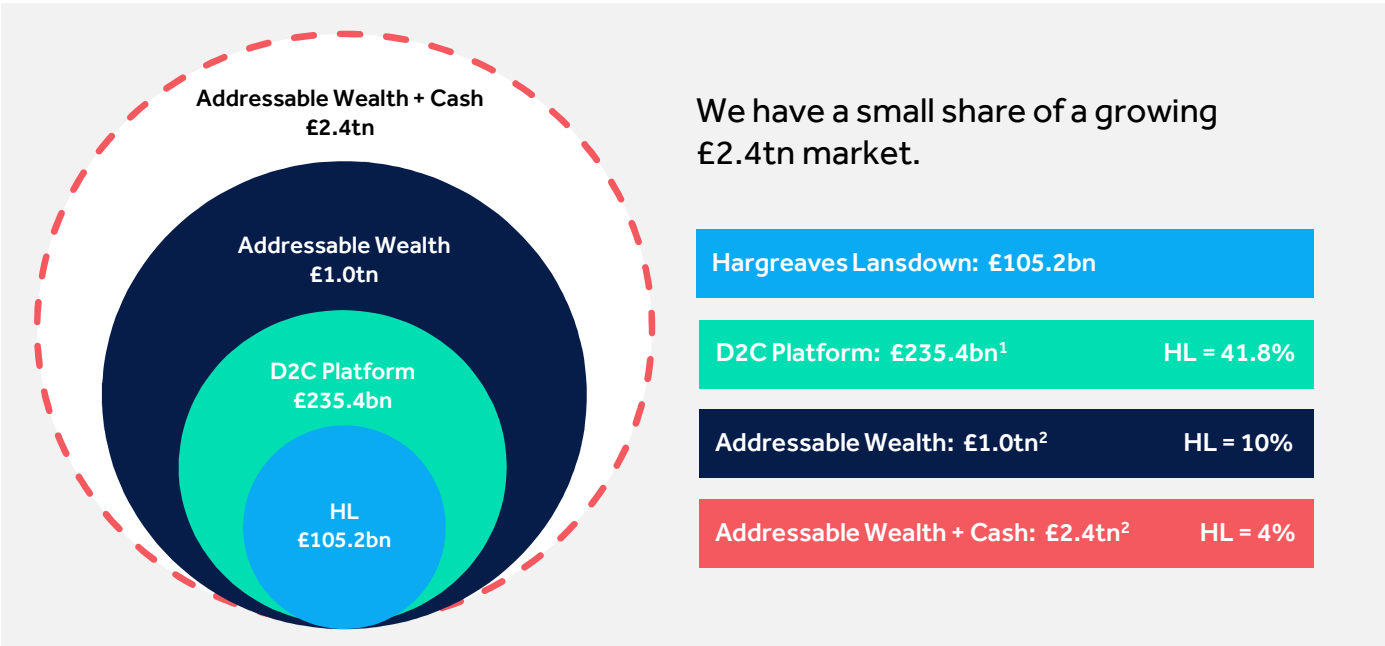 Addressable Wealth + Cash
£2.4tn
Addressable Wealth
£1.0tn
D2C Platform
£235.4bn
HL
£105.2bn
We have a small share of a growing
£2.4tn market.
Hargreaves Lansdown: £105.2bn
D2C Platform: £235.4bn¹ HL = 41.8%
Addressable Wealth: £1.0tn² HL = 10%
Addressable Wealth + Cash: £2.4tn² HL = 4%